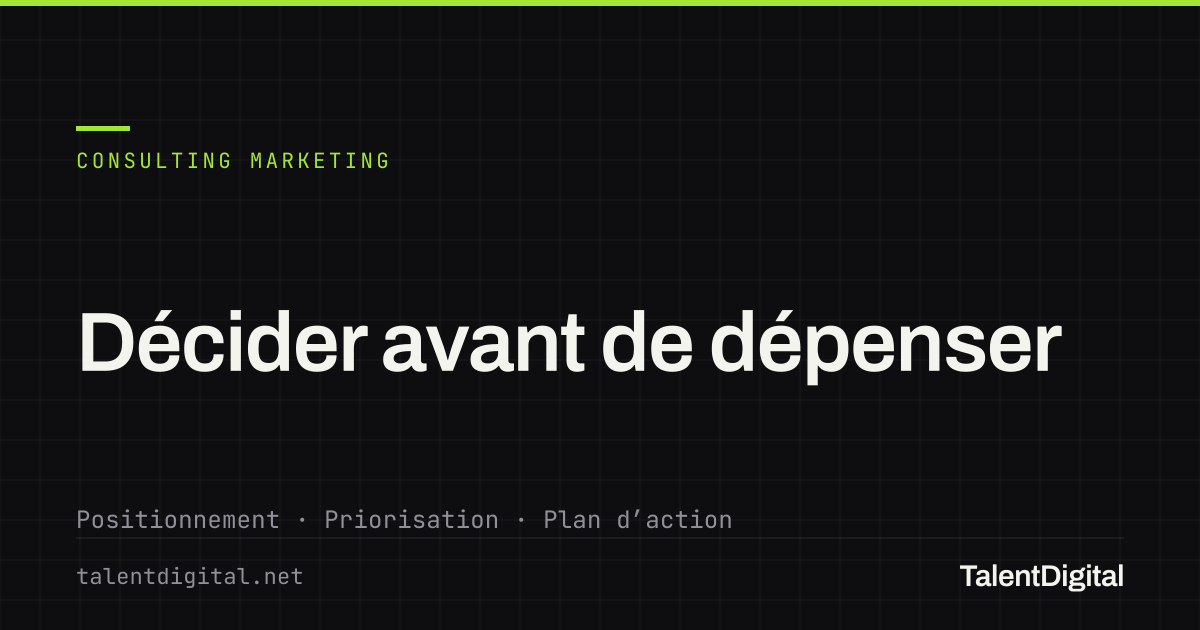 CONSULTING MARKETING
Décider avant de dépenser
Positionnement · Priorisation · Plan d’action
talentdigital.net
TalentDigital